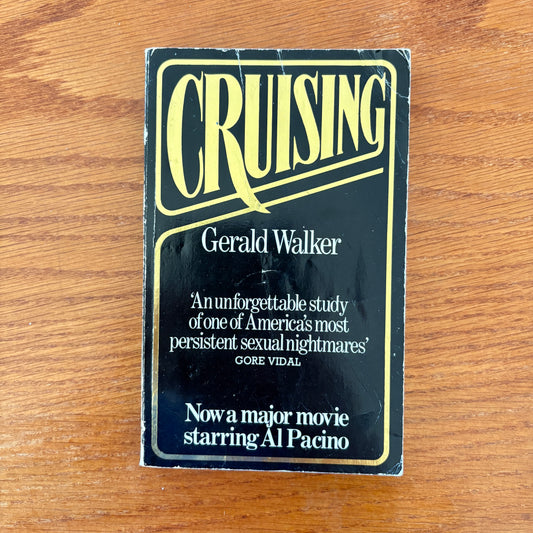 CRUISING
Gerald Walker
‘An unforgettable study
of one of America’s most
persistent sexual nightmares’
GORE VIDAL
Now a major movie
starring Al Pacino